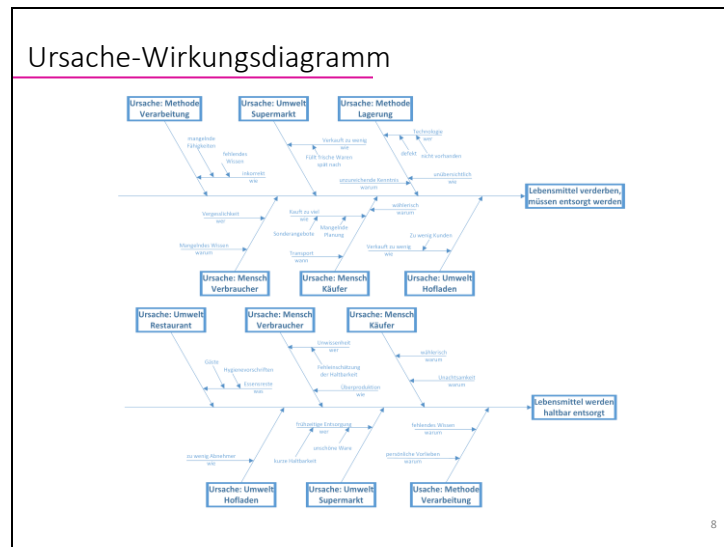 Ursache-Wirkungsdiagramm
Ursache: Methode
Verarbeitung
Ursache: Umwelt
Supermarkt
Ursache: Methode
Lagerung
mangelnde
Fähigkeiten
fehlendes
Wissen
inkorrekt
wie
Verkauft zu wenig
wie
Füllt frische Waren
spät nach
Technologie
wer
defekt
nicht vorhanden
unzureichende Kenntnis
warum
unübersichtlich
wie
Lebensmittel verderben,
müssen entsorgt werden
Vergesslichkeit
wer
Mangelndes Wissen
warum
Kauft zu viel
wie
Sonderangebote
Mangelnde
Planung
wählerisch
warum
Transport
wann
Zu wenig Kunden
Verkauft zu wenig
wie
Ursache: Mensch
Verbraucher
Ursache: Mensch
Käufer
Ursache: Umwelt
Hofladen
Ursache: Umwelt
Restaurant
Ursache: Mensch
Verbraucher
Ursache: Mensch
Käufer
Gäste
Hygienevorschriften
Essensreste
was
Unwissenheit
wer
Fehleinschätzung
der Haltbarkeit
Überproduktion
wie
wählerisch
warum
Unachtsamkeit
warum
Lebensmittel werden
haltbar entsorgt
zu wenig Abnehmer
wie
frühzeitige Entsorgung
wer
unschöne Ware
kurze Haltbarkeit
fehlendes Wissen
warum
persönliche Vorlieben
warum
Ursache: Umwelt
Hofladen
Ursache: Umwelt
Supermarkt
Usache: Methode
Verarbeitung
8